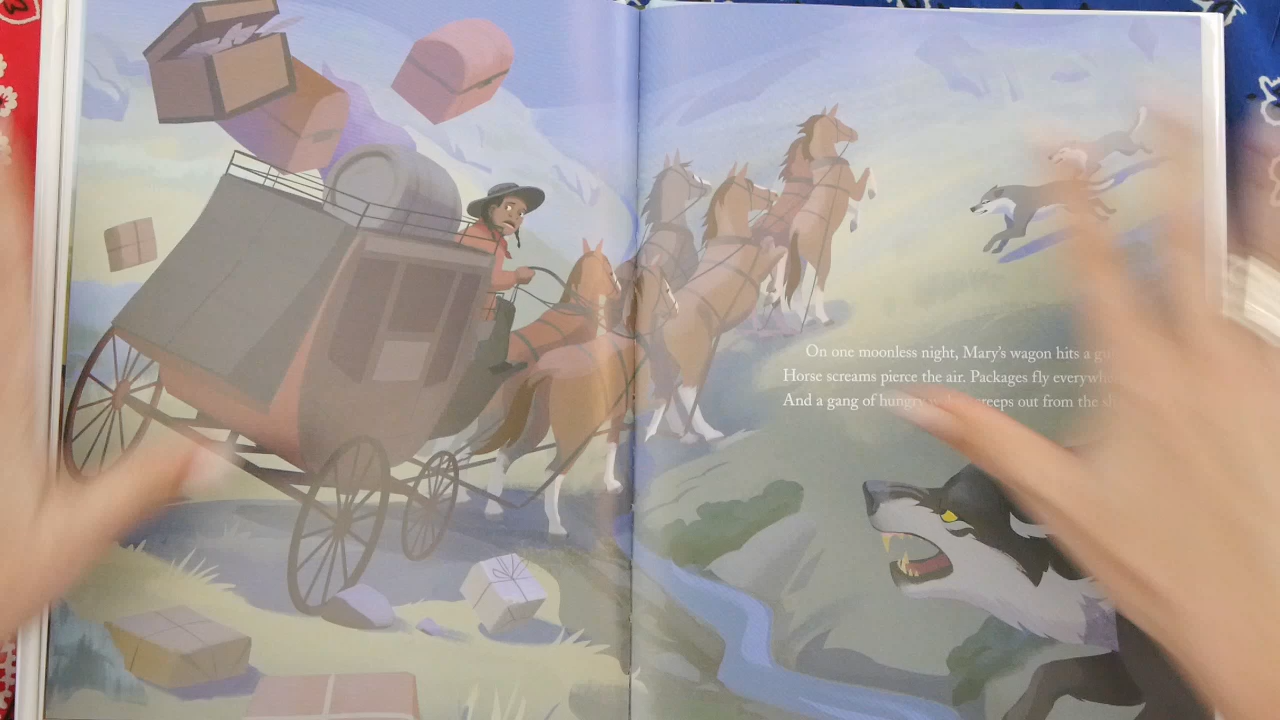 On one moonless night, Mary's wagon hits a
Horse screams pierce the air. Packages fly
And a gang of hungry creeps out from the